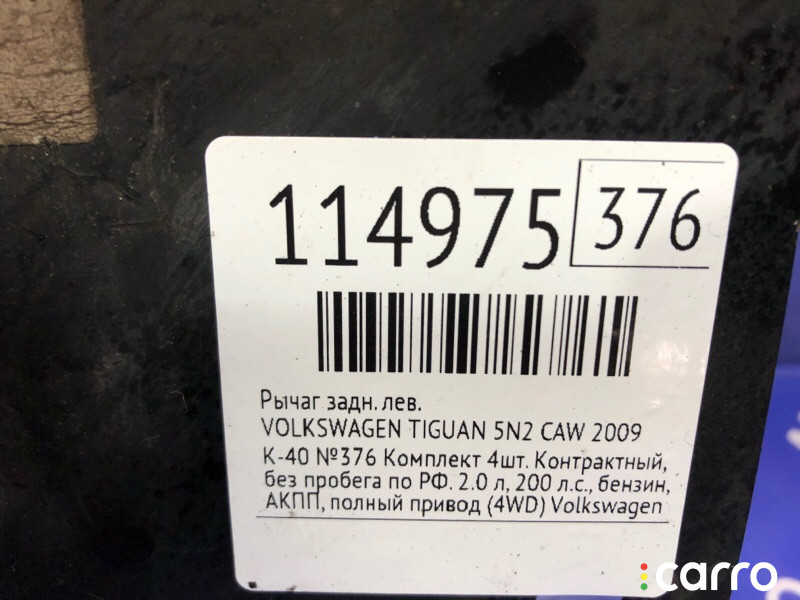 114975 376
Рычаг задн. лев.
VOLKSWAGEN TIGUAN 5N2 CAW 2009
К-40 №376 Комплект 4шт. Контрактный,
без пробега по РФ. 2.0 л, 200 л.с., бензин,
АКПП, полный привод (4WD) Volkswagen
carro